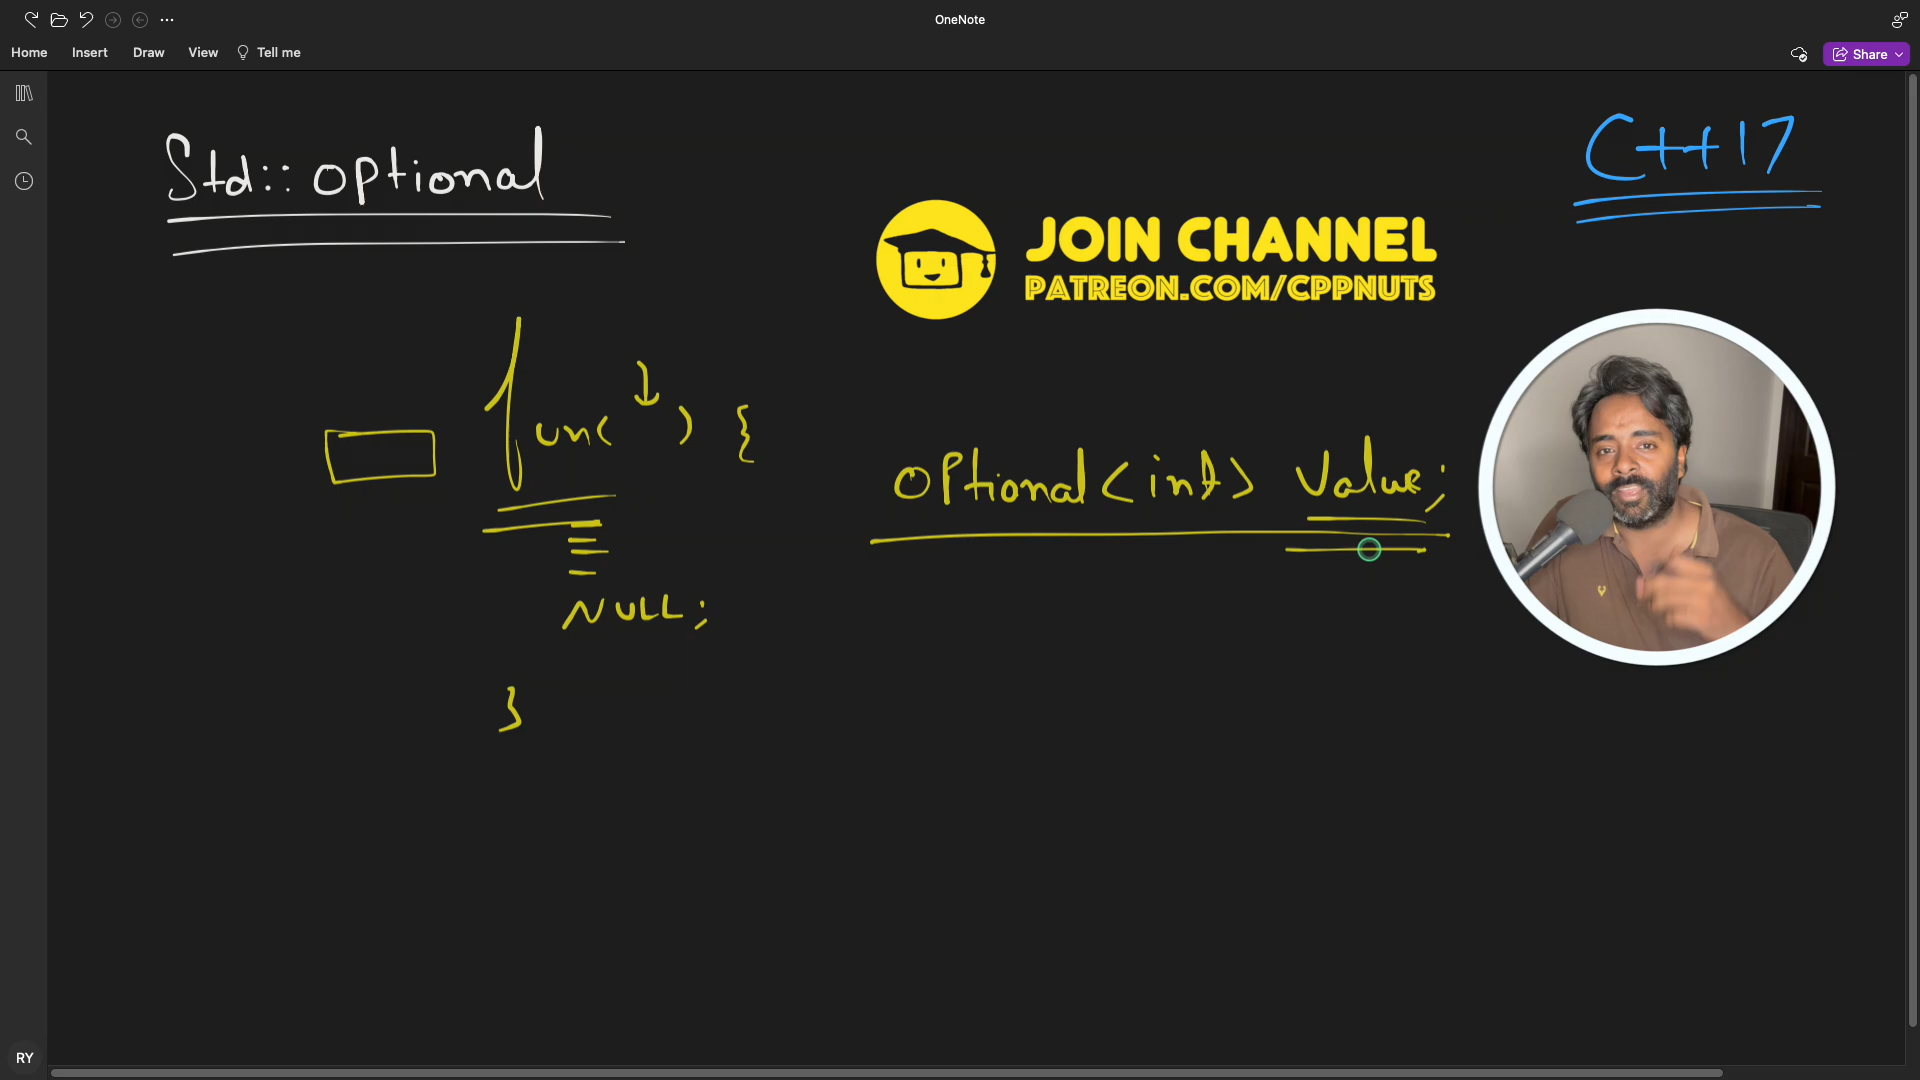 OneNote
Home Insert Draw View Tell me
Share
Std::optional
C++17
JOIN CHANNEL
PATREON.COM/CPPNUTS
func( ) {
optional<int> value;
NULL;
}
RY